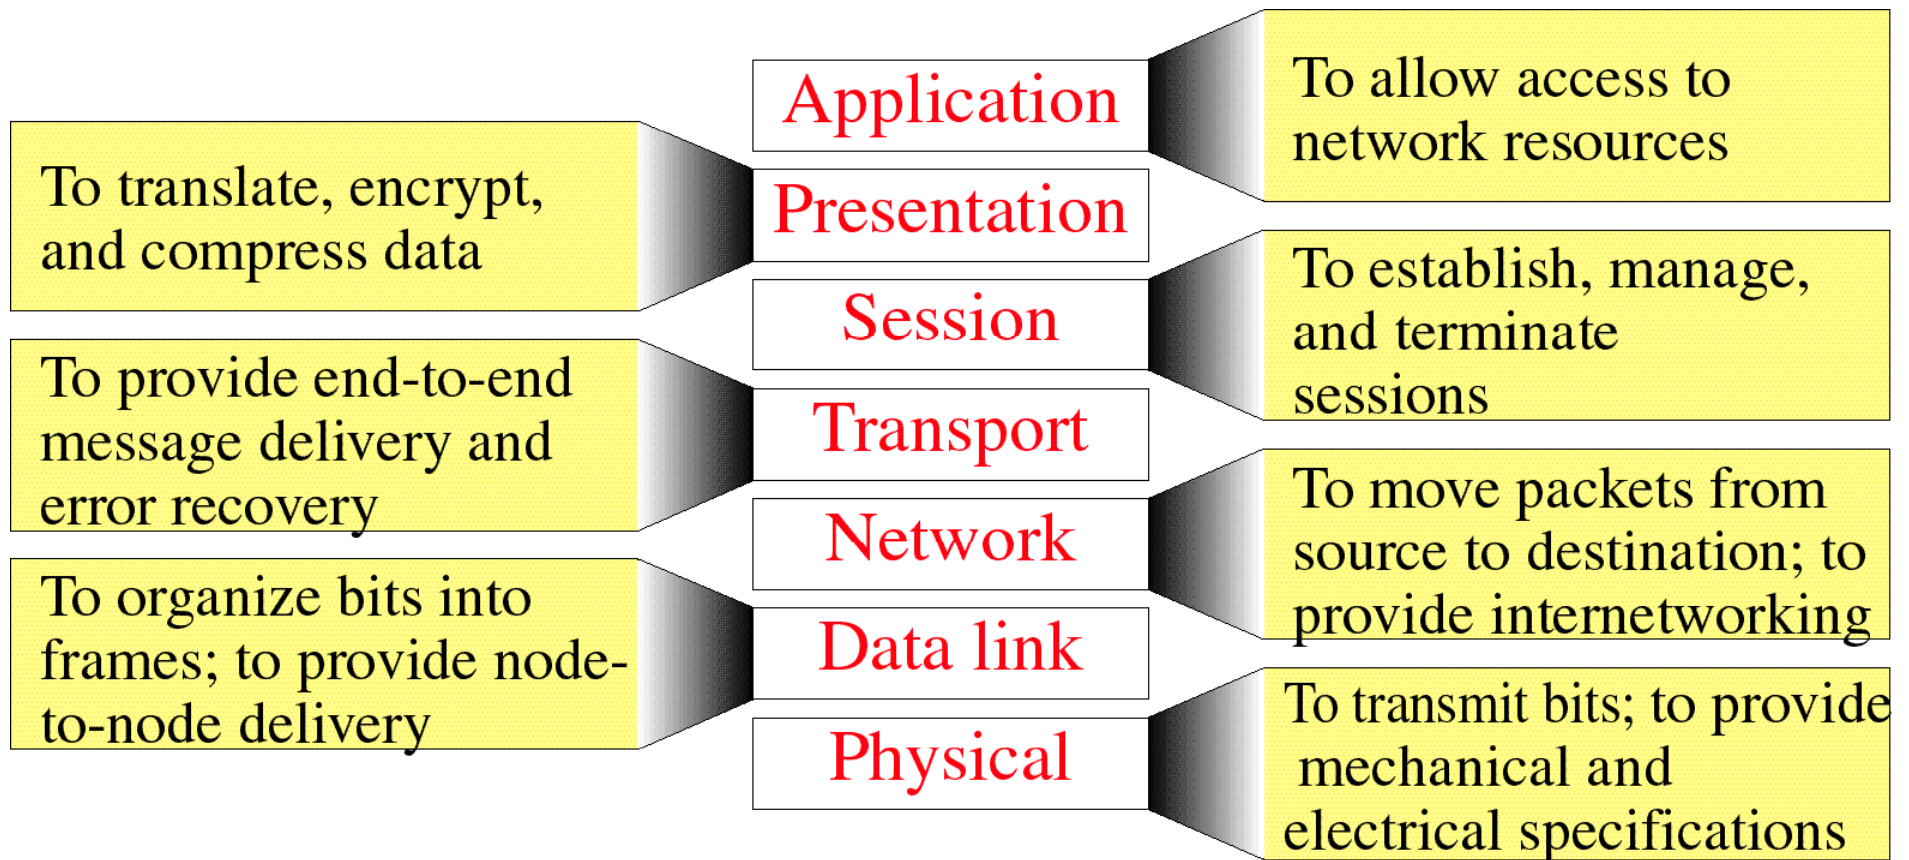 Application
To allow access to
network resources
Presentation
To translate, encrypt,
and compress data
Session
To establish, manage,
and terminate
sessions
Transport
To provide end-to-end
message delivery and
error recovery
Network
To move packets from
source to destination; to
provide internetworking
Data link
To organize bits into
frames; to provide node-
to-node delivery
Physical
To transmit bits; to provide
mechanical and
electrical specifications